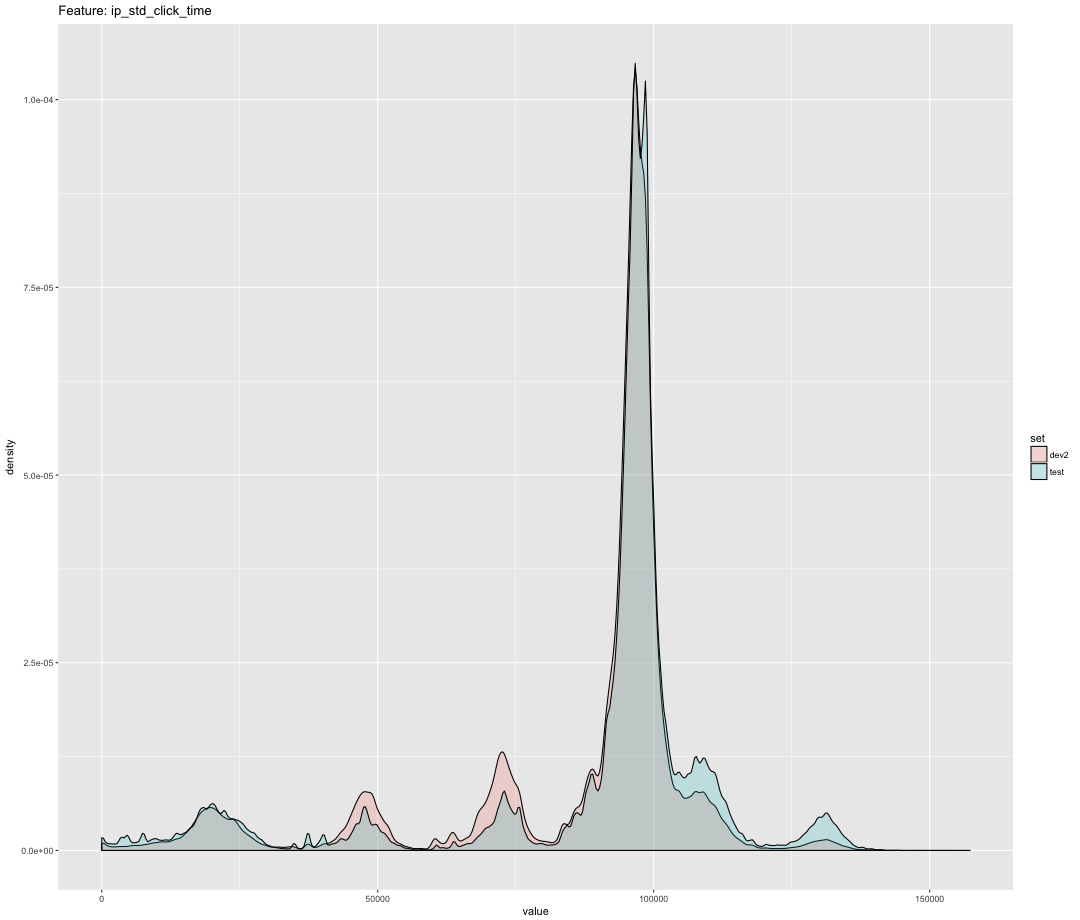 Feature: ip_std_click_time
1.0e-04
7.5e-05
5.0e-05
2.5e-05
0.0e+00
density
0
50000
100000
150000
value
set
dev2
test